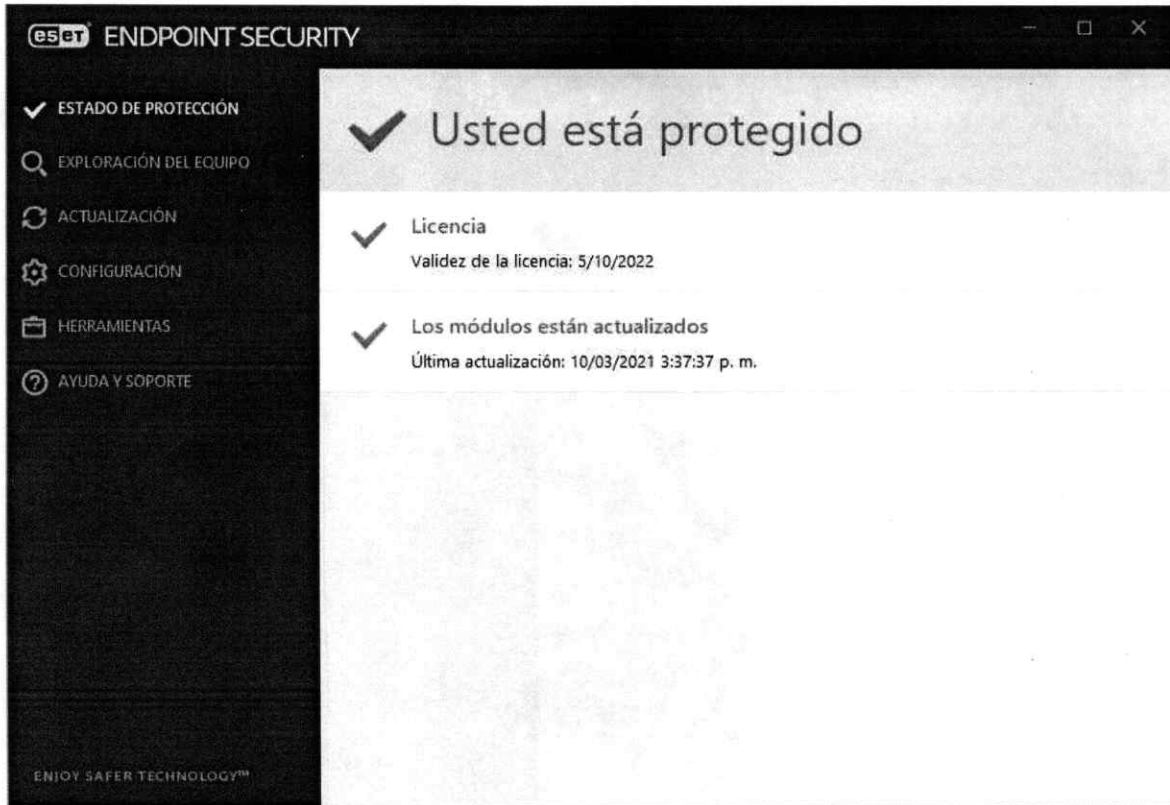 eset ENDPOINT SECURITY
ESTADO DE PROTECCIÓN
EXPLORACIÓN DEL EQUIPO
ACTUALIZACIÓN
CONFIGURACIÓN
HERRAMIENTAS
AYUDA Y SOPORTE
ENJOY SAFER TECHNOLOGY™
Usted está protegido
Licencia
Validez de la licencia: 5/10/2022
Los módulos están actualizados
Última actualización: 10/03/2021 3:37:37 p. m.